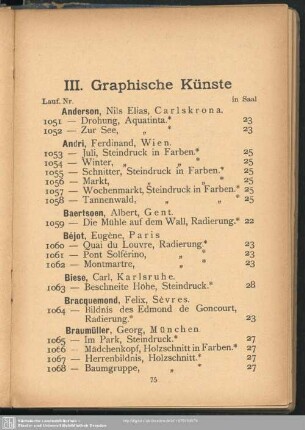 III. Graphische Künste
Lauf. Nr. in Saal
Andersen, Nils Elias, Carlskrona.
1051 — Drohung, Aquatinta.* 23
1052 — Zur See, „ * 23
Andri, Ferdinand, Wien.
1053 — Juli, Steindruck in Farben.* 25
1054 — Winter, „ „ * 25
1055 — Schnitter, Steindruck in Farben.* 25
1056 — Markt, „ „ * 25
1057 — Wochenmarkt, Steindruck in Farben.* 25
1058 — Tannenwald, „ „ * 25
Baertsoen, Albert, Gent.
1059 — Die Mühle auf dem Wall, Radierung.* 22
Béjot, Eugène, Paris
1060 — Quai du Louvre, Radierung.* 23
1061 — Pont Solférino, „ * 23
1062 — Montmartre, „ * 23
Biese, Carl, Karlsruhe.
1063 — Beschneite Höhe, Steindruck.* 28
Bracquemond, Felix, Sèvres.
1064 — Bildnis des Edmond de Goncourt,
Radierung.* 23
Braumüller, Georg, München
1065 — Im Park, Steindruck.* 27
1066 — Mädchenkopf, Holzschnitt in Farben.* 27
1067 — Herrenbildnis, Holzschnitt.* 27
1068 — Baumgruppe, „ * 27
75